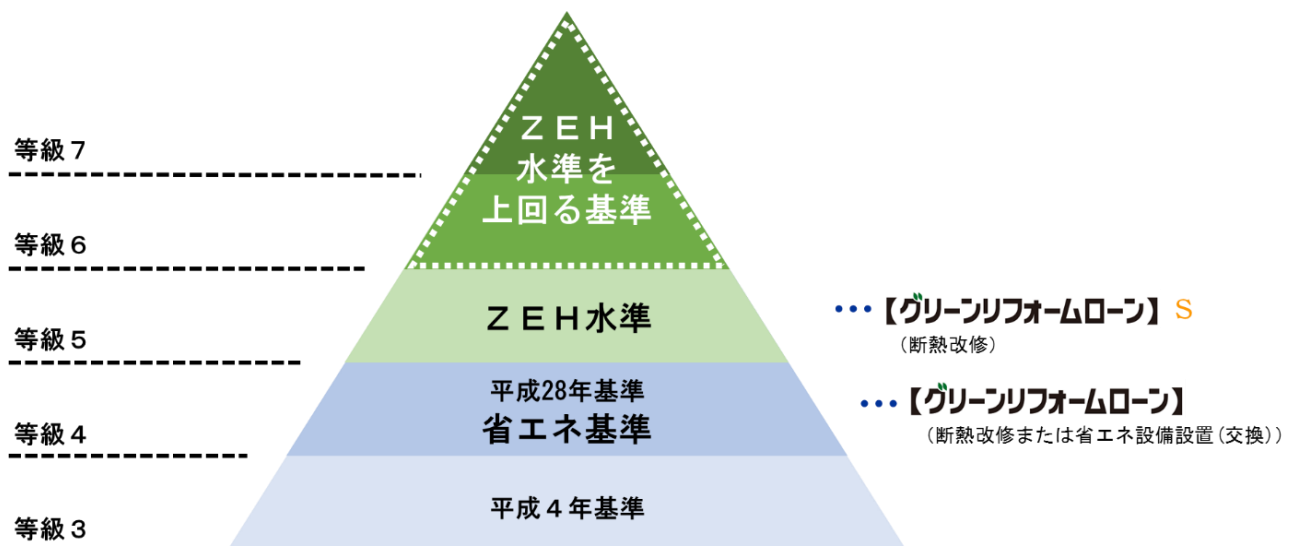 等級７
ＺＥＨ
水準を
上回る基準
等級６
ＺＥＨ水準
･･･【グリーンリフォームローン】S
（断熱改修）
等級５
平成28年基準
省エネ基準
･･･【グリーンリフォームローン】
（断熱改修または省エネ設備設置(交換)）
等級４
平成４年基準
等級３